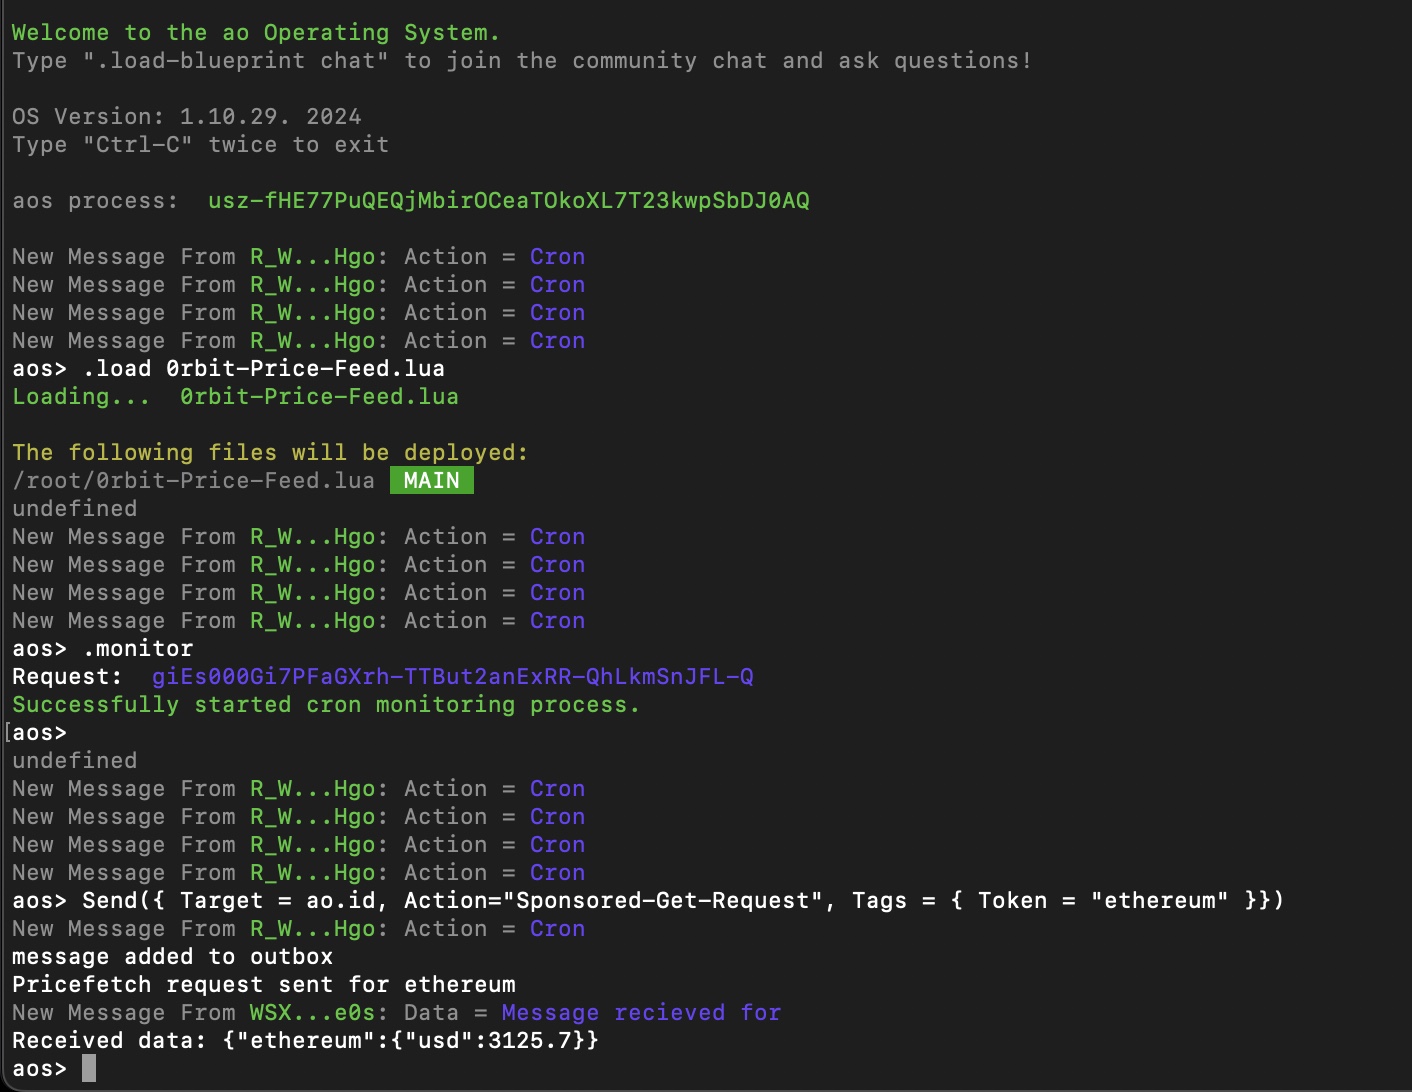 Welcome to the ao Operating System.
Type ".load-blueprint chat" to join the community chat and ask questions!
OS Version: 1.10.29. 2024
Type "Ctrl-C" twice to exit
aos process:  usz-fHE77PuQEQjMbirOCeaTOkoXL7T23kwpSbDJ0AQ
New Message From R_W...Hgo: Action = Cron
New Message From R_W...Hgo: Action = Cron
New Message From R_W...Hgo: Action = Cron
New Message From R_W...Hgo: Action = Cron
aos> .load 0rbit-Price-Feed.lua
Loading...  0rbit-Price-Feed.lua
The following files will be deployed:
/root/0rbit-Price-Feed.lua MAIN
undefined
New Message From R_W...Hgo: Action = Cron
New Message From R_W...Hgo: Action = Cron
New Message From R_W...Hgo: Action = Cron
New Message From R_W...Hgo: Action = Cron
aos> .monitor
Request:  giEs000Gi7PFaGXrh-TTBut2anExRR-QhLkmSnJFL-Q
Successfully started cron monitoring process.
[aos>
undefined
New Message From R_W...Hgo: Action = Cron
New Message From R_W...Hgo: Action = Cron
New Message From R_W...Hgo: Action = Cron
New Message From R_W...Hgo: Action = Cron
aos> Send({ Target = ao.id, Action="Sponsored-Get-Request", Tags = { Token = "ethereum" }})
New Message From R_W...Hgo: Action = Cron
message added to outbox
Pricefetch request sent for ethereum
New Message From WSX...e0s: Data = Message recieved for
Received data: {"ethereum":{"usd":3125.7}}
aos>